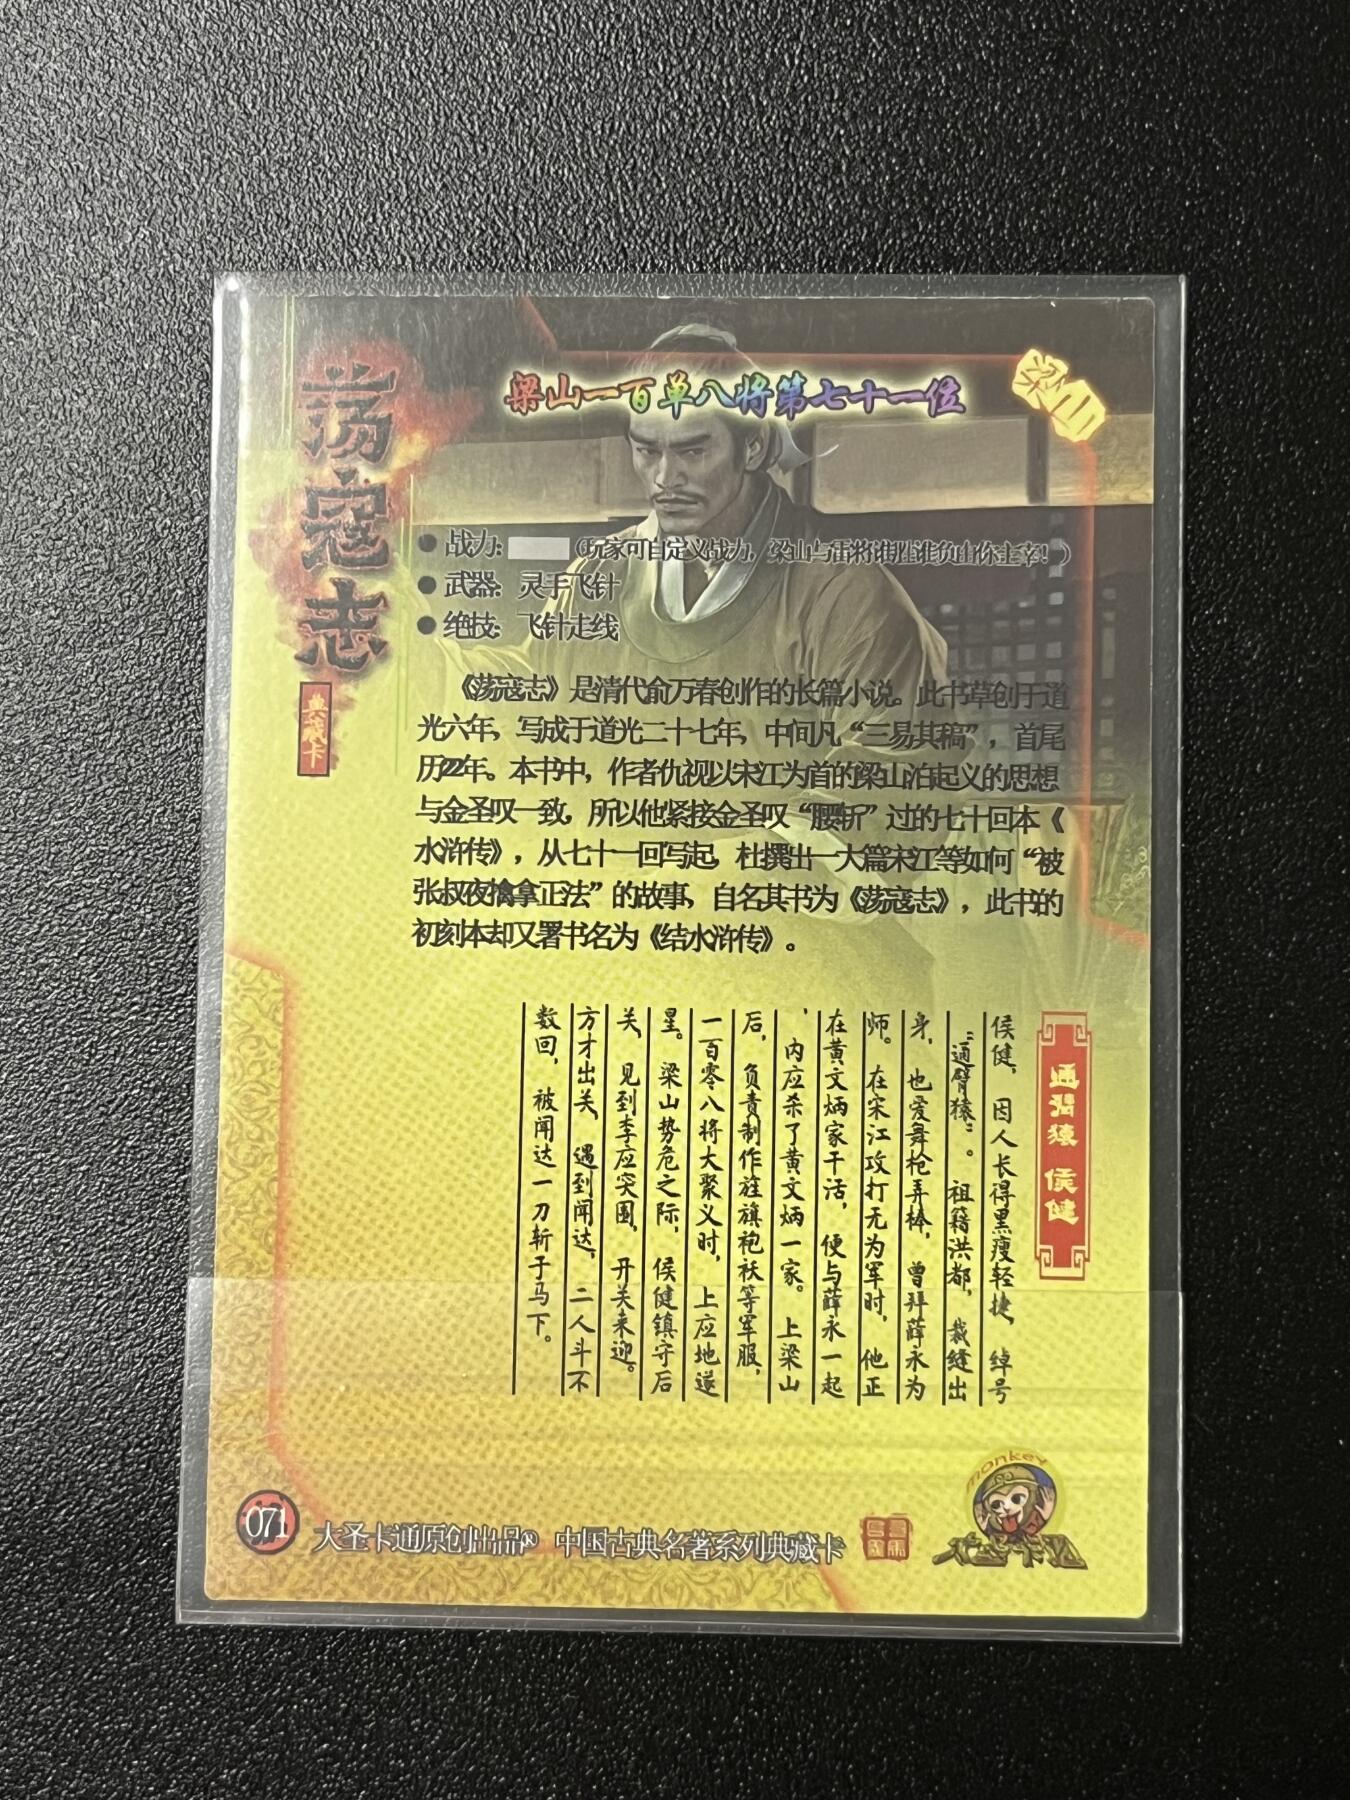 荡寇志
典藏卡
梁山一百单八将第七十一位
梁山
战力: (玩家可自定义战力，梁山与雷将谁胜谁负由你主宰！)
武器: 灵手飞针
绝技: 飞针走线
《荡寇志》是清代俞万春创作的长篇小说。此书草创于道
光六年，写成于道光二十七年，中间凡“三易其稿”，首尾
历22年。本书中，作者仇视以宋江为首的梁山泊起义的思想
与金圣叹一致，所以他紧接金圣叹“腰斩”过的七十回本《
水浒传》，从七十一回写起，杜撰出一大篇宋江等如何“被
张叔夜擒拿正法”的故事，自名其书为《荡寇志》，此书的
初刻本却又署书名为《结水浒传》。
通臂猿 侯健
侯健，因人长得黑瘦轻捷，绰号
“通臂猿”。祖籍洪都，裁缝出
身，也爱舞枪弄棒，曾拜薛永为
师。在宋江攻打无为军时，他正
在黄文炳家干活，便与薛永一起
，内应杀了黄文炳一家。上梁山
后，负责制作旌旗袍袄等军服，
一百零八将大聚义时，上应地遂
星。梁山势危之际，侯健镇守后
关，见到李应突围，开关来迎。
方才出关，遇到闻达，二人斗不
数回，被闻达一刀斩于马下。
071
大圣卡通原创出品® 中国古典名著系列典藏卡
monkey
大圣卡通